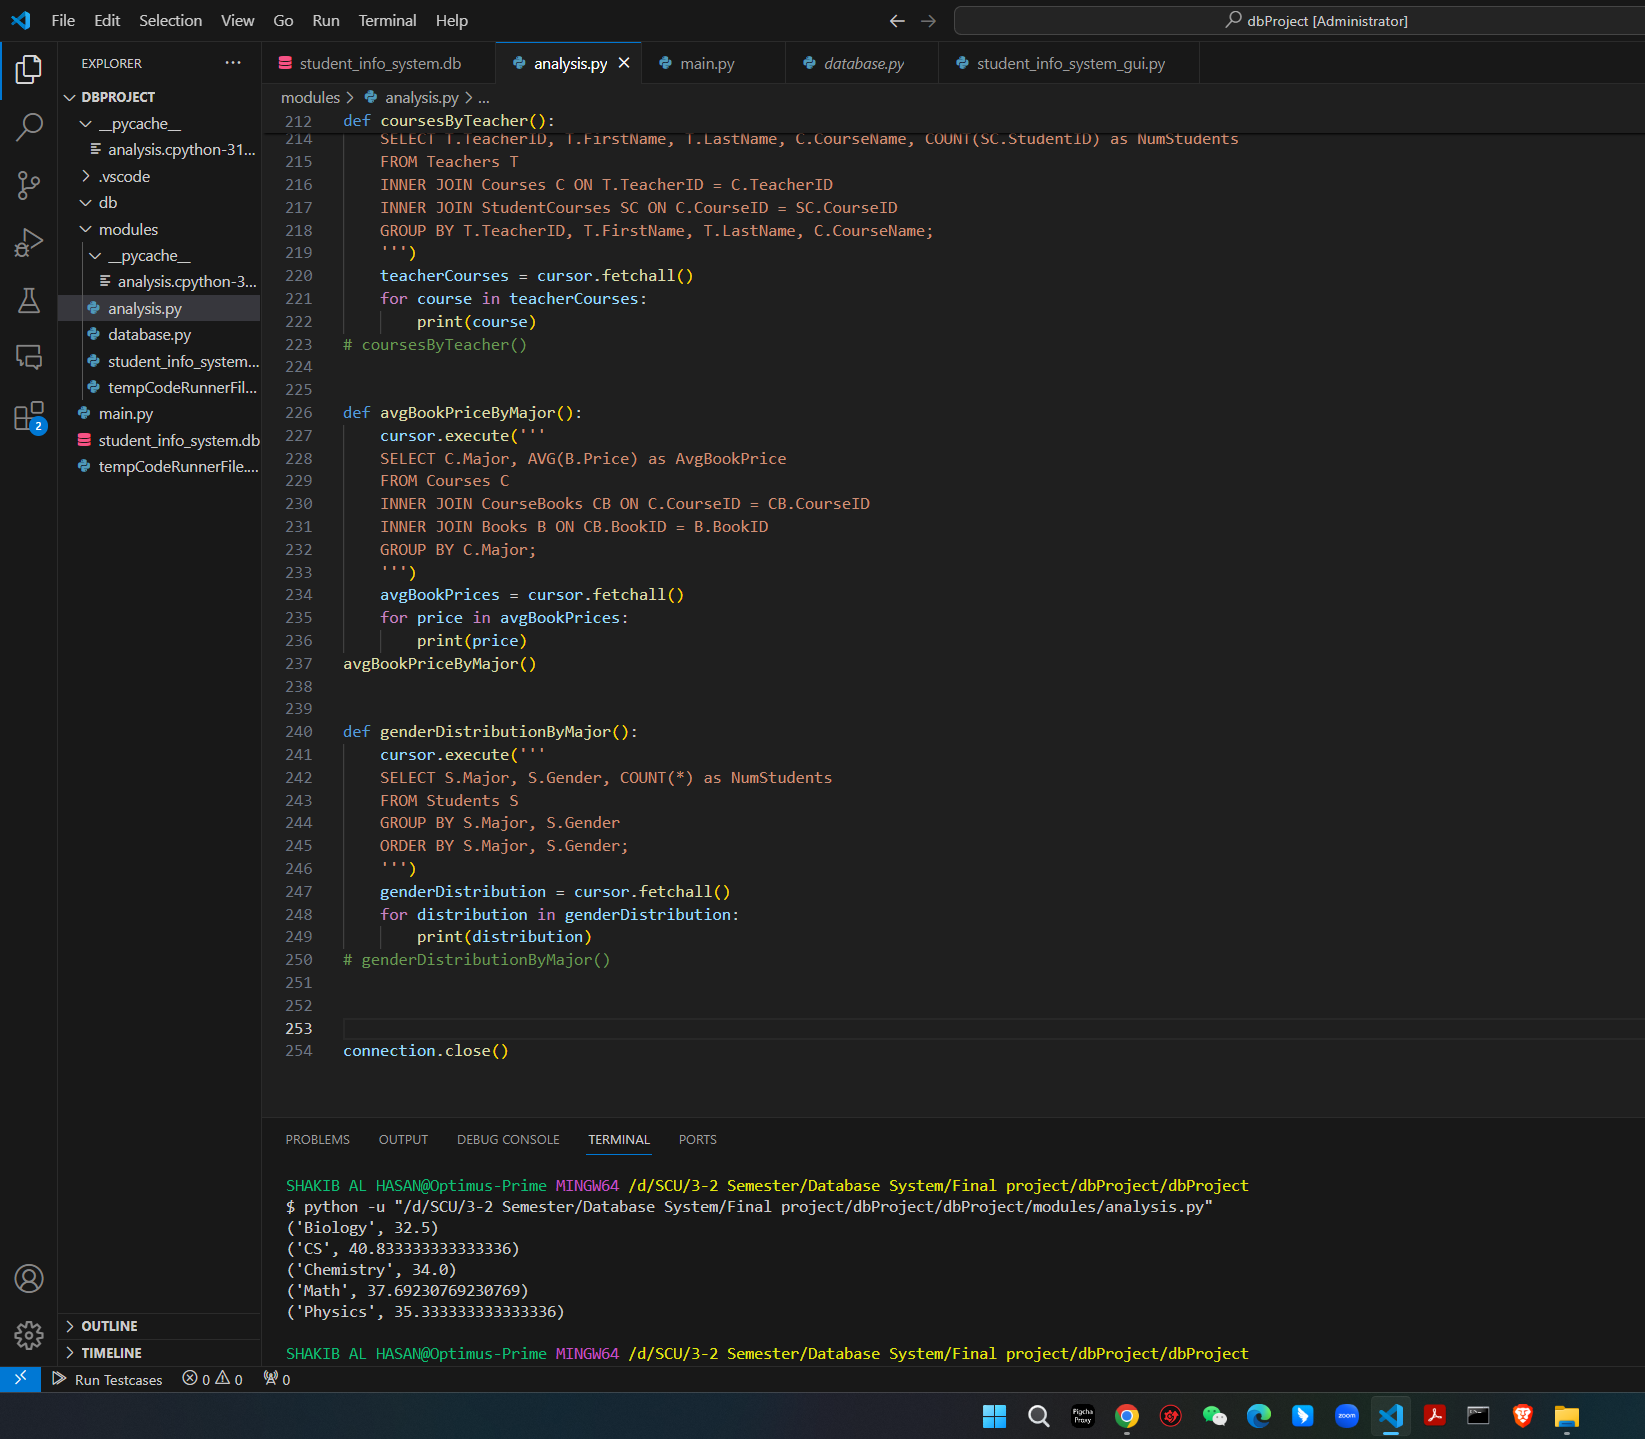 File Edit Selection View Go Run Terminal Help
dbProject [Administrator]
EXPLORER ...
DBPROJECT
__pycache__
analysis.cpython-31...
.vscode
db
modules
__pycache__
analysis.cpython-3...
analysis.py
database.py
student_info_system...
tempCodeRunnerFil...
main.py
student_info_system.db
tempCodeRunnerFile....
2
OUTLINE
TIMELINE
student_info_system.db analysis.py main.py database.py student_info_system_gui.py
modules > analysis.py > ...
212 def coursesByTeacher():
214 SELECT T.TeacherID, T.FirstName, T.LastName, C.CourseName, COUNT(SC.StudentID) as NumStudents
215 FROM Teachers T
216 INNER JOIN Courses C ON T.TeacherID = C.TeacherID
217 INNER JOIN StudentCourses SC ON C.CourseID = SC.CourseID
218 GROUP BY T.TeacherID, T.FirstName, T.LastName, C.CourseName;
219 ''')
220 teacherCourses = cursor.fetchall()
221 for course in teacherCourses:
222 print(course)
223 # coursesByTeacher()
224
225
226 def avgBookPriceByMajor():
227 cursor.execute('''
228 SELECT C.Major, AVG(B.Price) as AvgBookPrice
229 FROM Courses C
230 INNER JOIN CourseBooks CB ON C.CourseID = CB.CourseID
231 INNER JOIN Books B ON CB.BookID = B.BookID
232 GROUP BY C.Major;
233 ''')
234 avgBookPrices = cursor.fetchall()
235 for price in avgBookPrices:
236 print(price)
237 avgBookPriceByMajor()
238
239
240 def genderDistributionByMajor():
241 cursor.execute('''
242 SELECT S.Major, S.Gender, COUNT(*) as NumStudents
243 FROM Students S
244 GROUP BY S.Major, S.Gender
245 ORDER BY S.Major, S.Gender;
246 ''')
247 genderDistribution = cursor.fetchall()
248 for distribution in genderDistribution:
249 print(distribution)
250 # genderDistributionByMajor()
251
252
253
254 connection.close()
PROBLEMS OUTPUT DEBUG CONSOLE TERMINAL PORTS
SHAKIB AL HASAN@Optimus-Prime MINGW64 /d/SCU/3-2 Semester/Database System/Final project/dbProject/dbProject
$ python -u "/d/SCU/3-2 Semester/Database System/Final project/dbProject/dbProject/modules/analysis.py"
('Biology', 32.5)
('CS', 40.833333333333336)
('Chemistry', 34.0)
('Math', 37.69230769230769)
('Physics', 35.333333333333336)
SHAKIB AL HASAN@Optimus-Prime MINGW64 /d/SCU/3-2 Semester/Database System/Final project/dbProject/dbProject
Run Testcases 0 0 0
Figcha Proxy
zoom